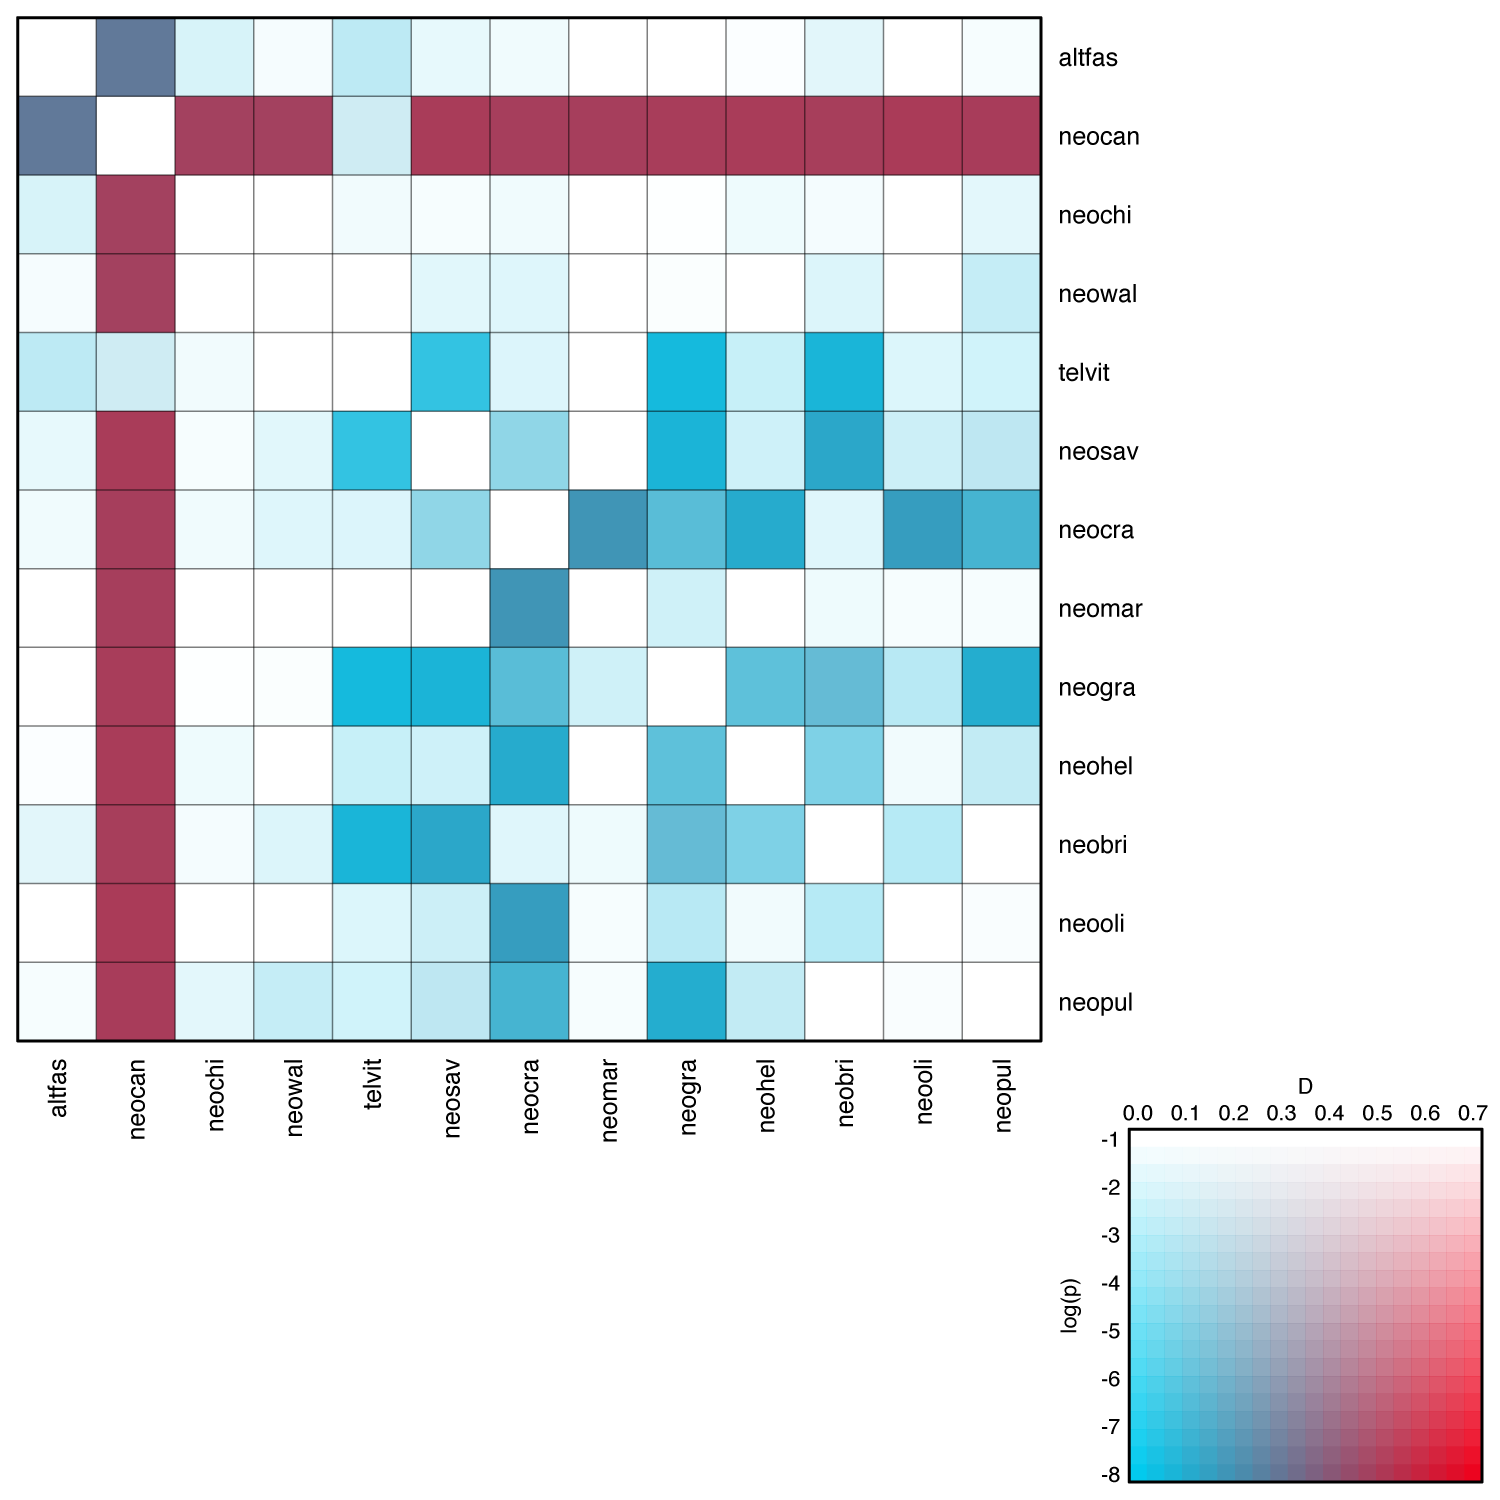 altfas
neocan
neochi
neowal
telvit
neosav
neocra
neomar
neogra
neohel
neobri
neooli
neopul
altfas neocan neochi neowal telvit neosav neocra neomar neogra neohel neobri neooli neopul
D
0.0 0.1 0.2 0.3 0.4 0.5 0.6 0.7
-1
-2
-3
-4
-5
-6
-7
-8
log(p)